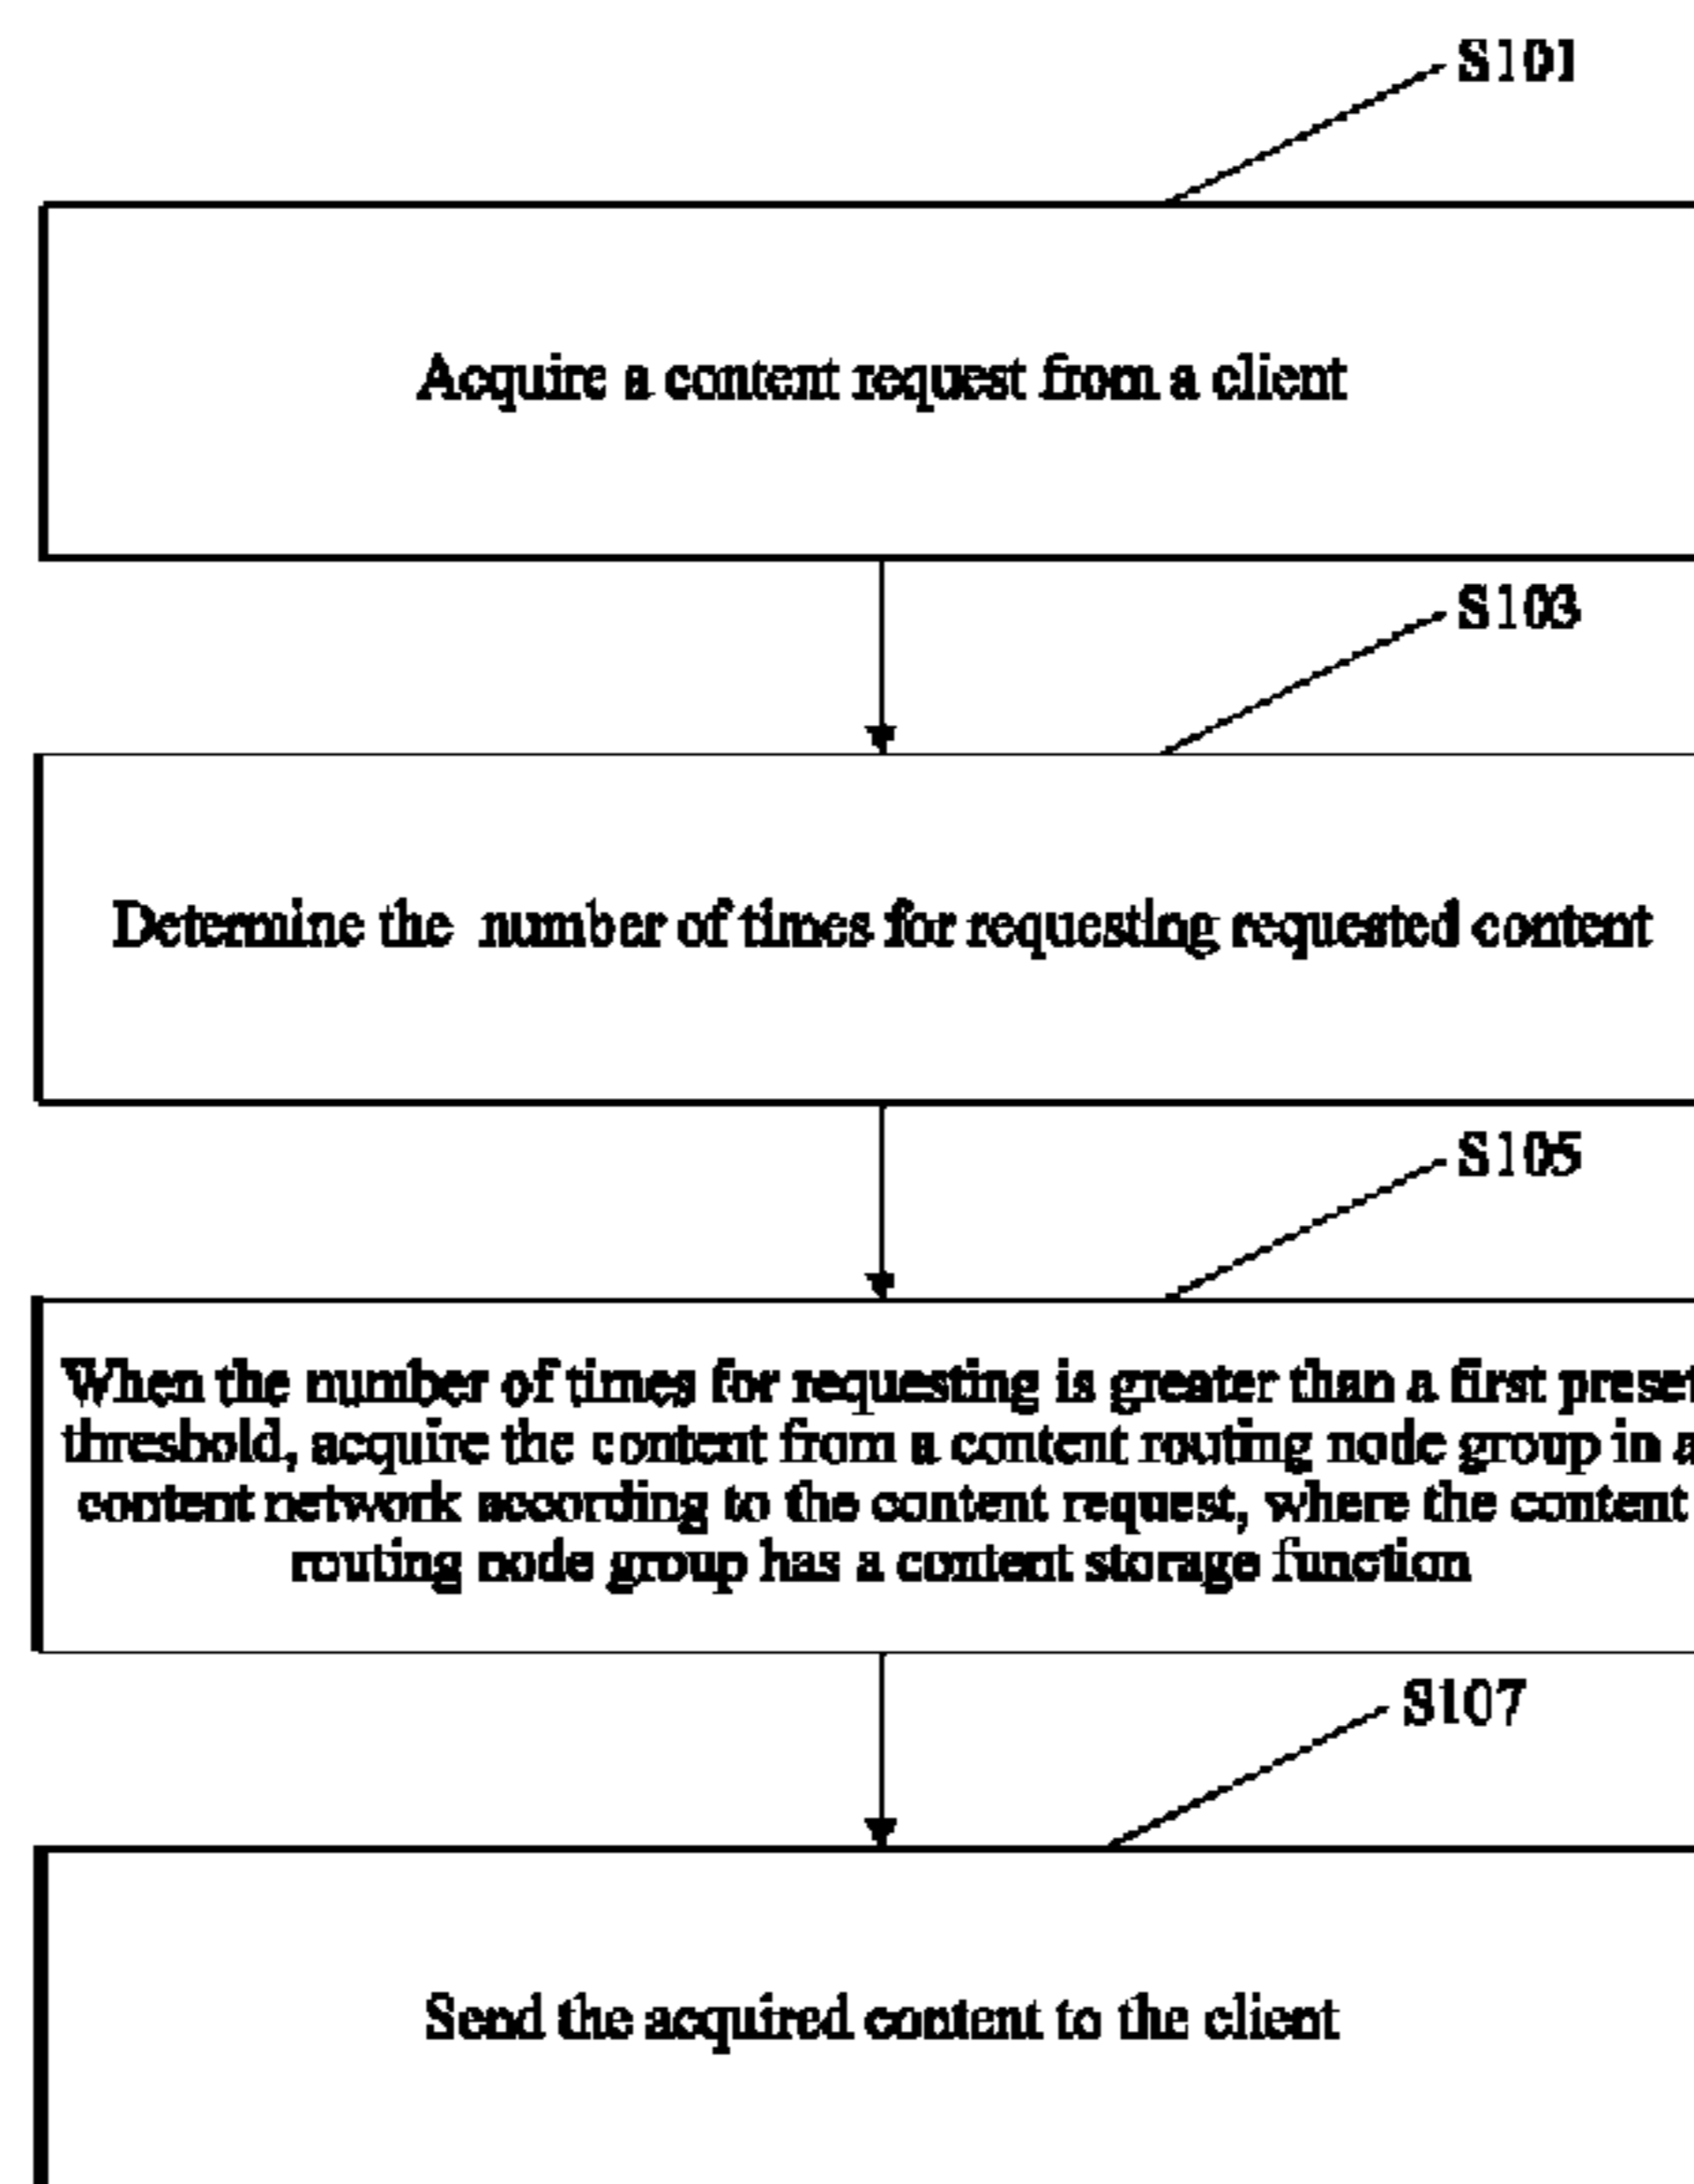 S101
Acquire a content request from a client
S103
Determine the number of times for requesting requested content
S105
When the number of times for requesting is greater than a first preset
threshold, acquire the content from a content routing node group in a
content network according to the content request, where the content
routing node group has a content storage function
S107
Send the acquired content to the client